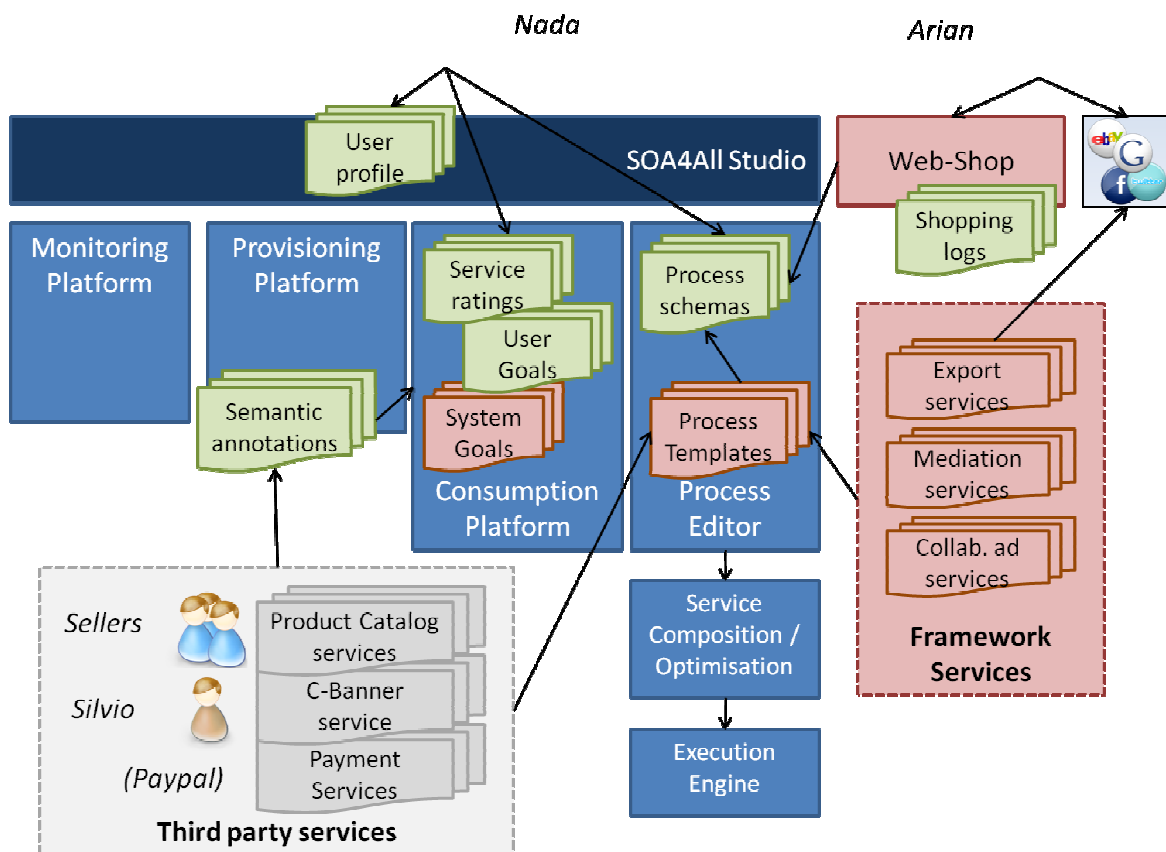 Nada
Arian
User
profile
SOA4All Studio
Web-Shop
ebay
G
f
twitter
Shopping
logs
Monitoring
Platform
Provisioning
Platform
Service
ratings
User
Goals
System
Goals
Consumption
Platform
Process
schemas
Process
Templates
Process
Editor
Semantic
annotations
Export
services
Mediation
services
Collab. ad
services
Framework
Services
Sellers
Product Catalog
services
Silvio
C-Banner
service
(Paypal)
Payment
Services
Third party services
Service
Composition /
Optimisation
Execution
Engine